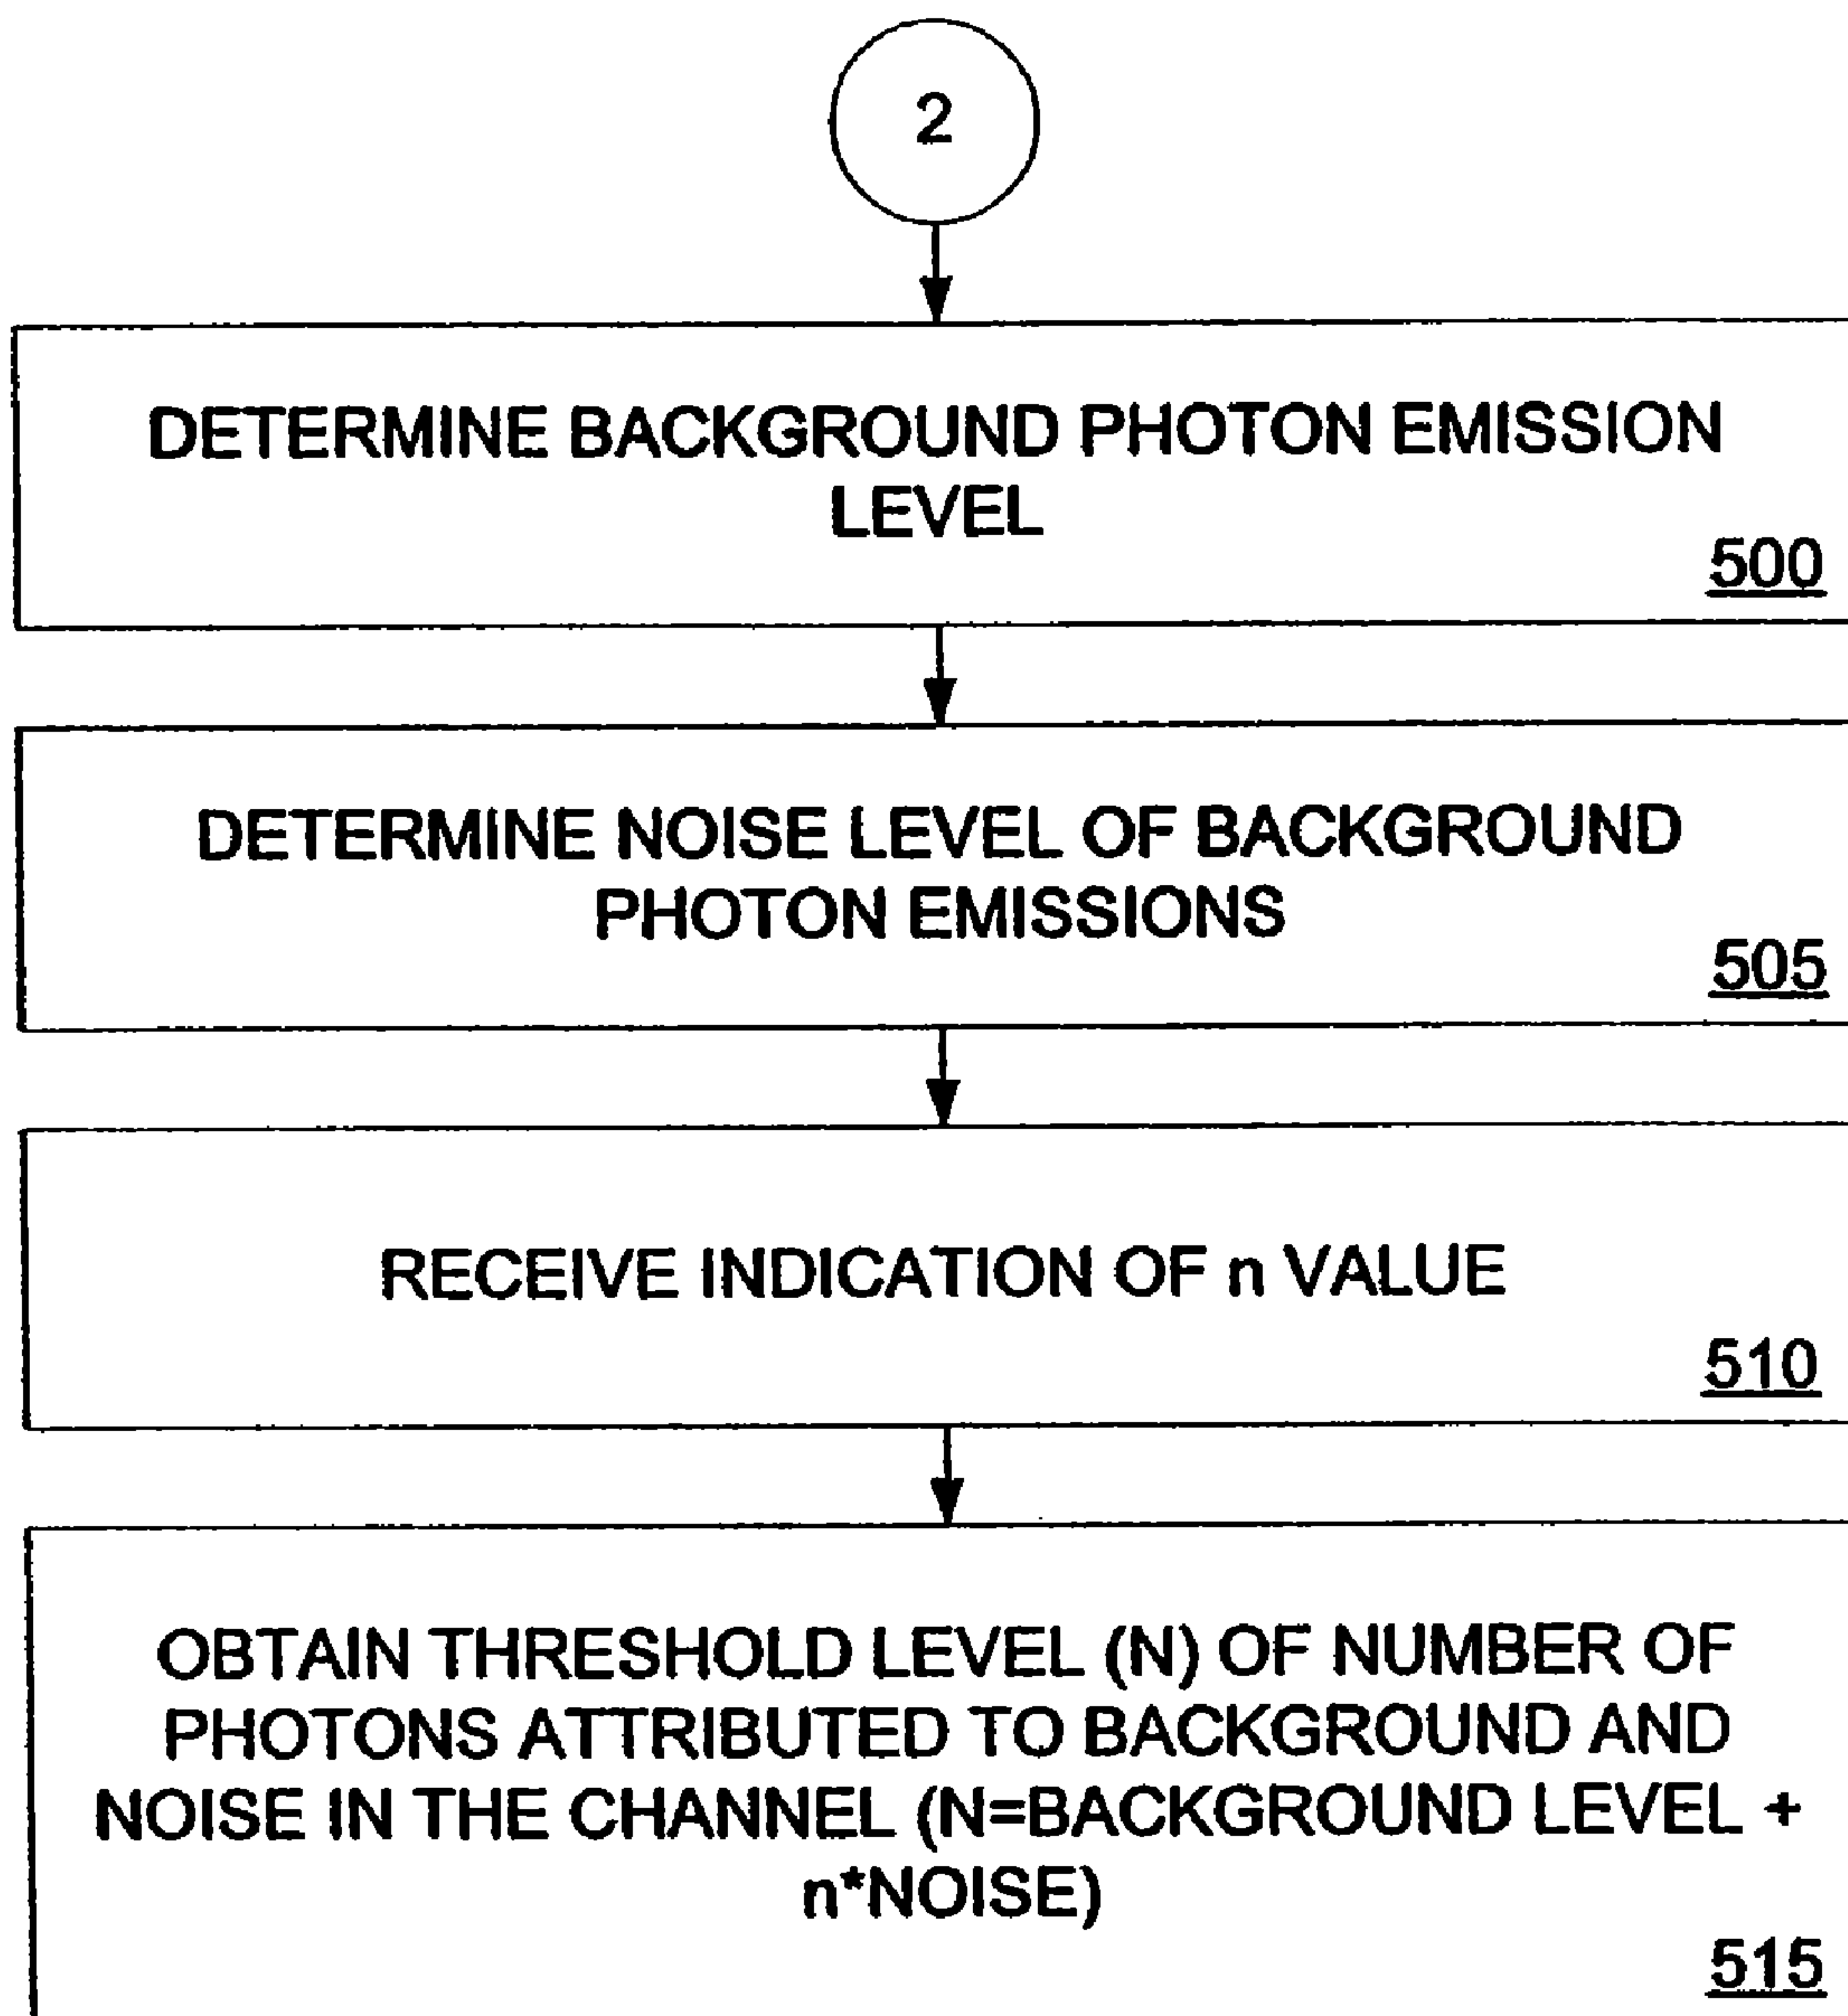 2
DETERMINE BACKGROUND PHOTON EMISSION
LEVEL
500
DETERMINE NOISE LEVEL OF BACKGROUND
PHOTON EMISSIONS
505
RECEIVE INDICATION OF n VALUE
510
OBTAIN THRESHOLD LEVEL (N) OF NUMBER OF
PHOTONS ATTRIBUTED TO BACKGROUND AND
NOISE IN THE CHANNEL (N=BACKGROUND LEVEL +
n*NOISE)
515